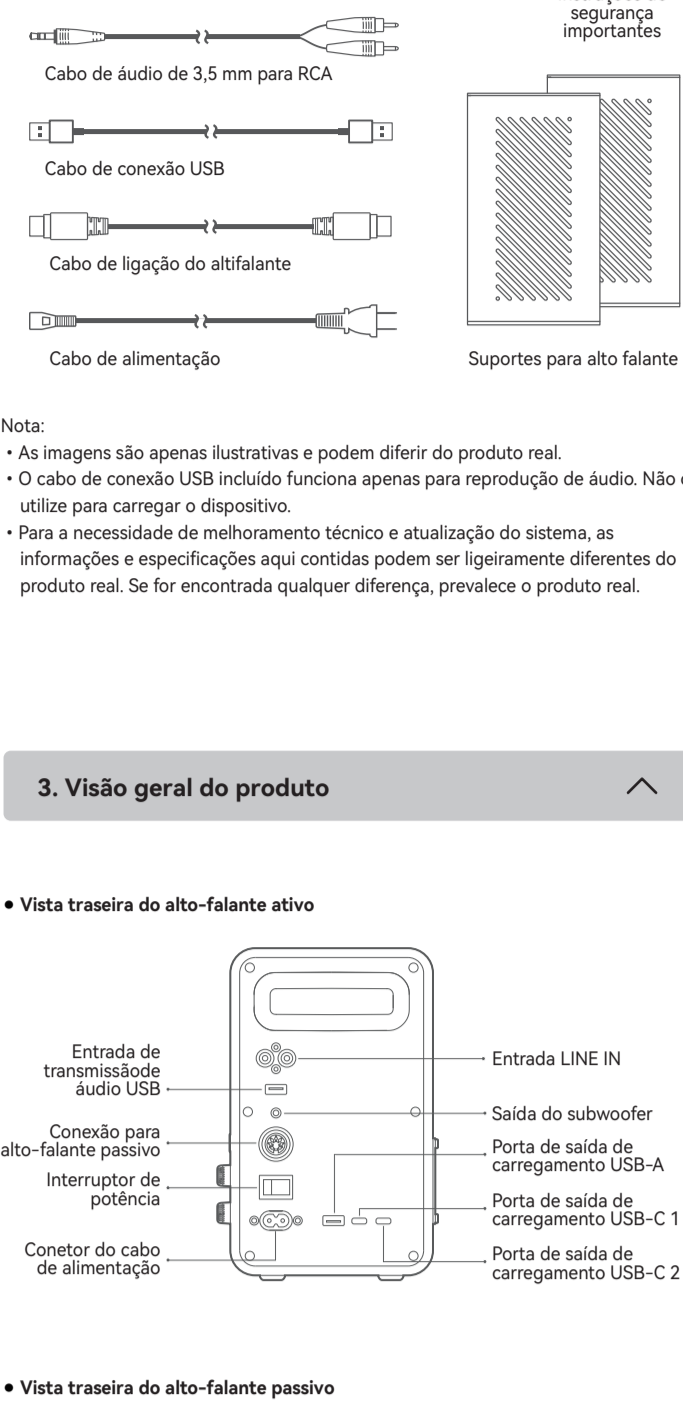 segurança
importantes
Cabo de áudio de 3,5 mm para RCA
Cabo de conexão USB
Cabo de ligação do altifalante
Cabo de alimentação
Suportes para alto falante
Nota:
• As imagens são apenas ilustrativas e podem diferir do produto real.
• O cabo de conexão USB incluído funciona apenas para reprodução de áudio. Não
utilize para carregar o dispositivo.
• Para a necessidade de melhoramento técnico e atualização do sistema, as
informações e especificações aqui contidas podem ser ligeiramente diferentes do
produto real. Se for encontrada qualquer diferença, prevalece o produto real.
3. Visão geral do produto
• Vista traseira do alto-falante ativo
Entrada de
transmissãode
áudio USB
Conexão para
alto-falante passivo
Interruptor de
potência
Conetor do cabo
de alimentação
Entrada LINE IN
Saída do subwoofer
Porta de saída de
carregamento USB-A
Porta de saída de
carregamento USB-C 1
Porta de saída de
carregamento USB-C 2
• Vista traseira do alto-falante passivo